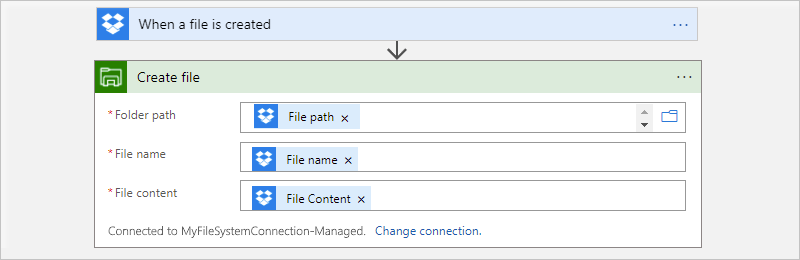 When a file is created
Create file
*Folder path File path ×
*File name File name ×
*File content File Content ×
Connected to MyFileSystemConnection-Managed. Change connection.